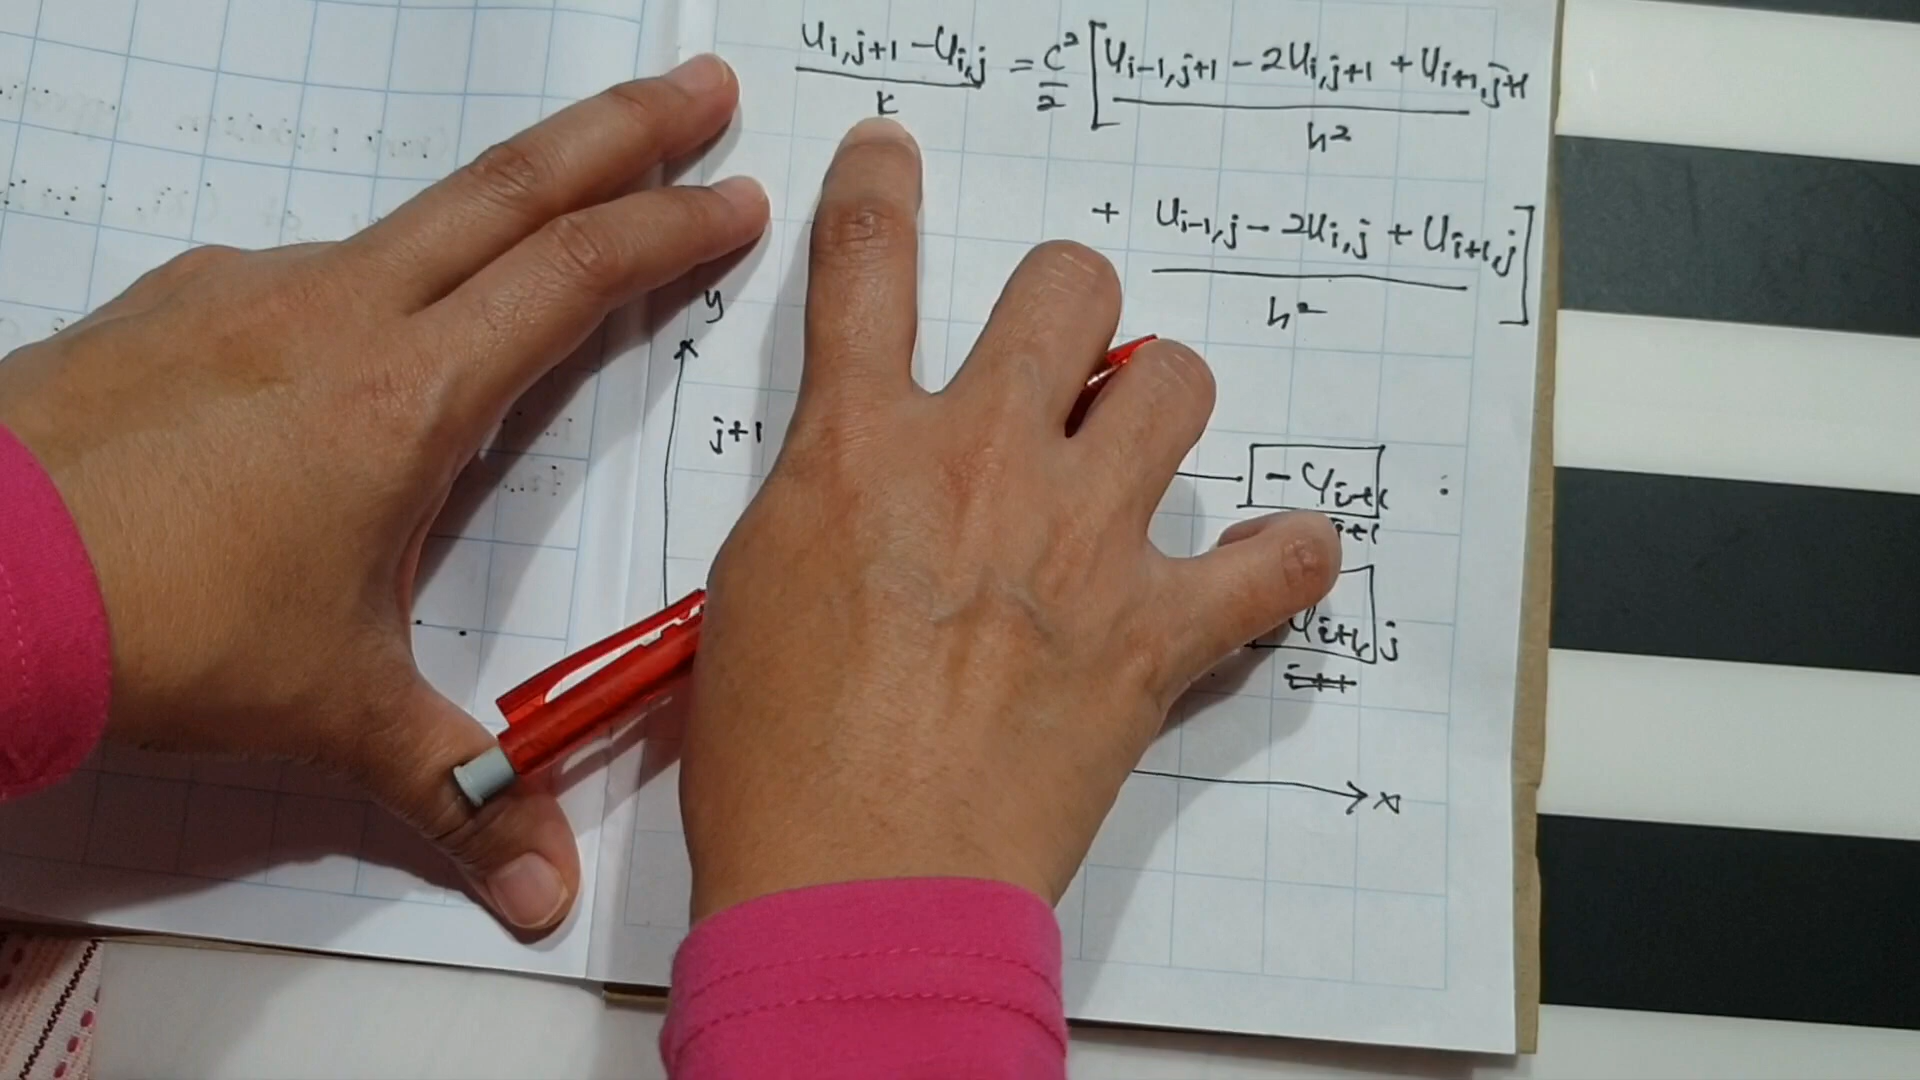 u_{i,j+1} - u_{i,j} / k = c² / 2 [ u_{i-1,j+1} - 2u_{i,j+1} + u_{i+1,j+1} / h²
+ u_{i-1,j} - 2u_{i,j} + u_{i+1,j} / h² ]
y
j+1
- u_{i+1 :
i+1
u_{i+1,j
x